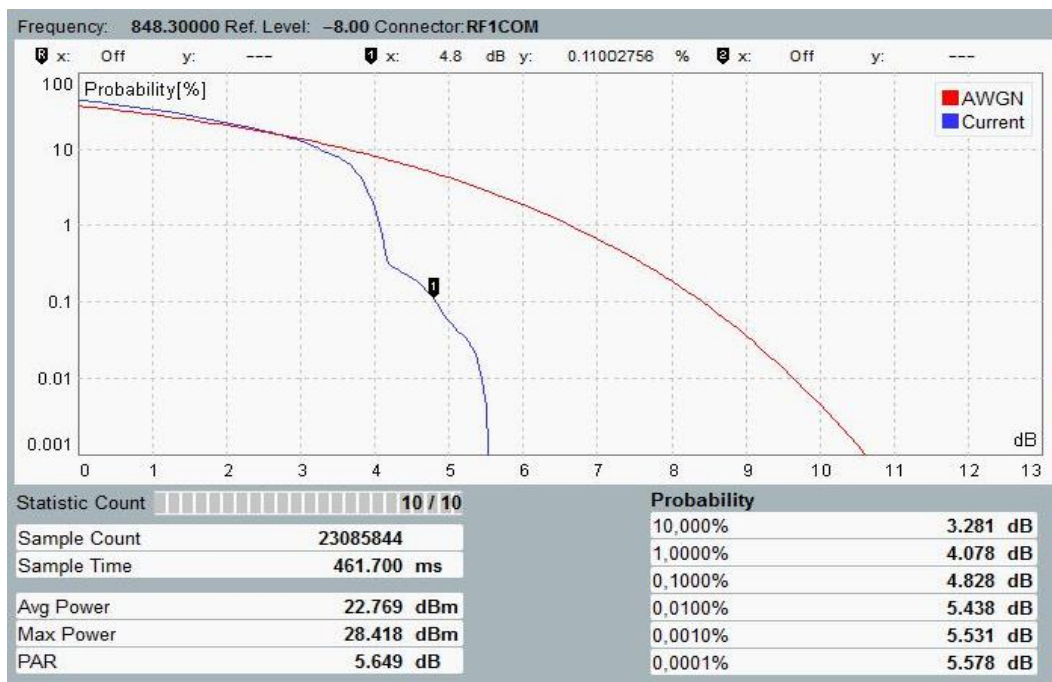 Frequency: 848.30000 Ref. Level: -8.00 Connector:RF1COM
R x: Off y: --- 1 x: 4.8 dB y: 0.11002756 % 2 x: Off y: ---
100 Probability[%]
AWGN
Current
10
1
1
0.1
0.01
0.001
dB
0 1 2 3 4 5 6 7 8 9 10 11 12 13
Statistic Count 10 / 10
Sample Count 23085844
Sample Time 461.700 ms
Avg Power 22.769 dBm
Max Power 28.418 dBm
PAR 5.649 dB
Probability
10,000% 3.281 dB
1,0000% 4.078 dB
0,1000% 4.828 dB
0,0100% 5.438 dB
0,0010% 5.531 dB
0,0001% 5.578 dB